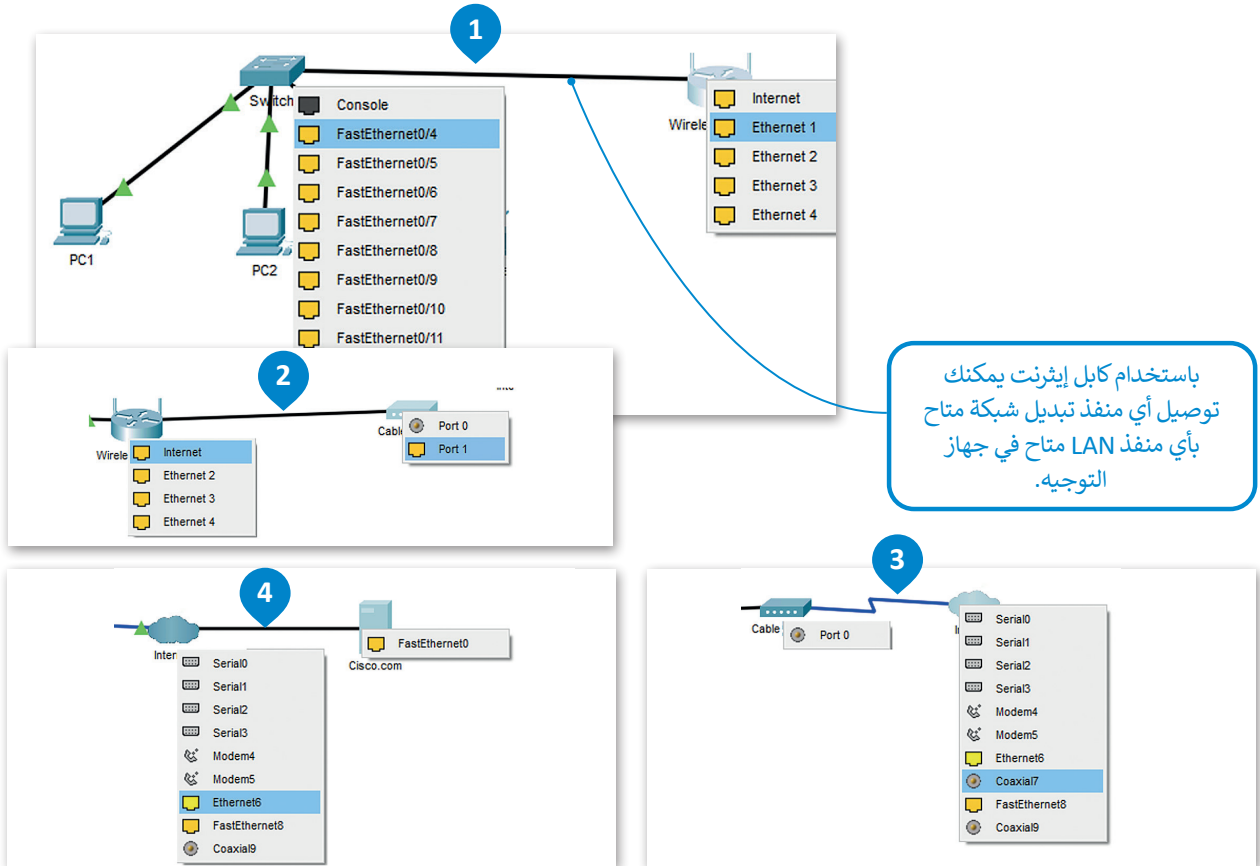 1
Switch
Console
FastEthernet0/4
FastEthernet0/5
FastEthernet0/6
FastEthernet0/7
FastEthernet0/8
FastEthernet0/9
FastEthernet0/10
FastEthernet0/11
PC1
PC2
Wirele
Internet
Ethernet 1
Ethernet 2
Ethernet 3
Ethernet 4
باستخدام كابل إيثرنت يمكنك
توصيل أي منفذ تبديل شبكة متاح
بأي منفذ LAN متاح في جهاز
التوجيه.
2
Wirele
Internet
Ethernet 2
Ethernet 3
Ethernet 4
Cable
Port 0
Port 1
3
Cable
Port 0
Serial0
Serial1
Serial2
Serial3
Modem4
Modem5
Ethernet6
Coaxial7
FastEthernet8
Coaxial9
4
Inter
Serial0
Serial1
Serial2
Serial3
Modem4
Modem5
Ethernet6
FastEthernet8
Coaxial9
FastEthernet0
Cisco.com